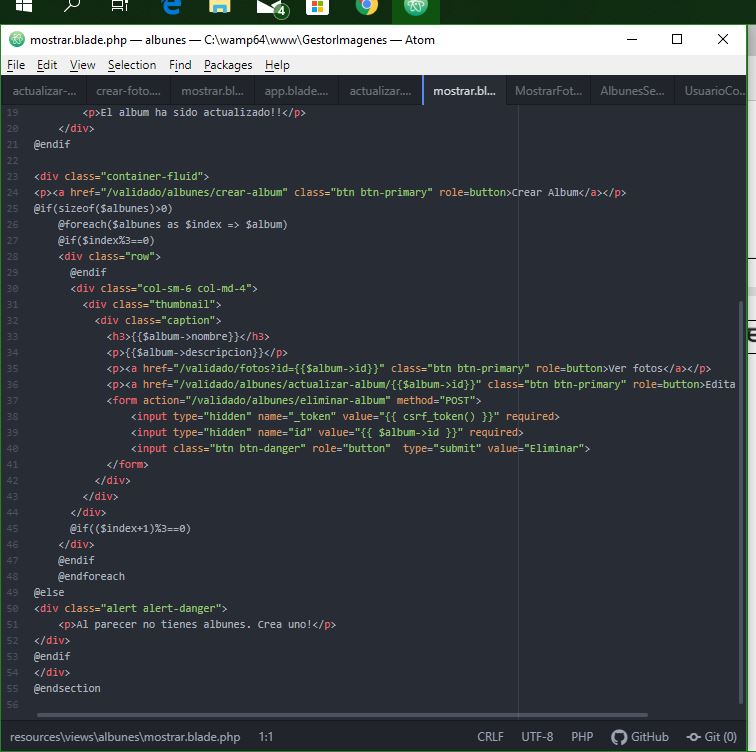 4
mostrar.blade.php — albunes — C:\wamp64\www\GestorImagenes — Atom
File Edit View Selection Find Packages Help
actualizar-... crear-foto.... mostrar.bl... app.blade.... actualizar.... mostrar.bl... MostrarFot... AlbunesSe... UsuarioCo...
19 <p>El album ha sido actualizado!!</p>
20 </div>
21 @endif
22
23 <div class="container-fluid">
24 <p><a href="/validado/albunes/crear-album" class="btn btn-primary" role=button>Crear Album</a></p>
25 @if(sizeof($albunes)>0)
26 @foreach($albunes as $index => $album)
27 @if($index%3==0)
28 <div class="row">
29 @endif
30 <div class="col-sm-6 col-md-4">
31 <div class="thumbnail">
32 <div class="caption">
33 <h3>{{$album->nombre}}</h3>
34 <p>{{$album->descripcion}}</p>
35 <p><a href="/validado/fotos?id={{$album->id}}" class="btn btn-primary" role=button>Ver fotos</a></p>
36 <p><a href="/validado/albunes/actualizar-album/{{$album->id}}" class="btn btn-primary" role=button>Edita
37 <form action="/validado/albunes/eliminar-album" method="POST">
38 <input type="hidden" name="_token" value="{{ csrf_token() }}" required>
39 <input type="hidden" name="id" value="{{ $album->id }}" required>
40 <input class="btn btn-danger" role="button" type="submit" value="Eliminar">
41 </form>
42 </div>
43 </div>
44 </div>
45 @if(($index+1)%3==0)
46 </div>
47 @endif
48 @endforeach
49 @else
50 <div class="alert alert-danger">
51 <p>Al parecer no tienes albunes. Crea uno!</p>
52 </div>
53 @endif
54 </div>
55 @endsection
56
resources\views\albunes\mostrar.blade.php 1:1 CRLF UTF-8 PHP GitHub Git (0)